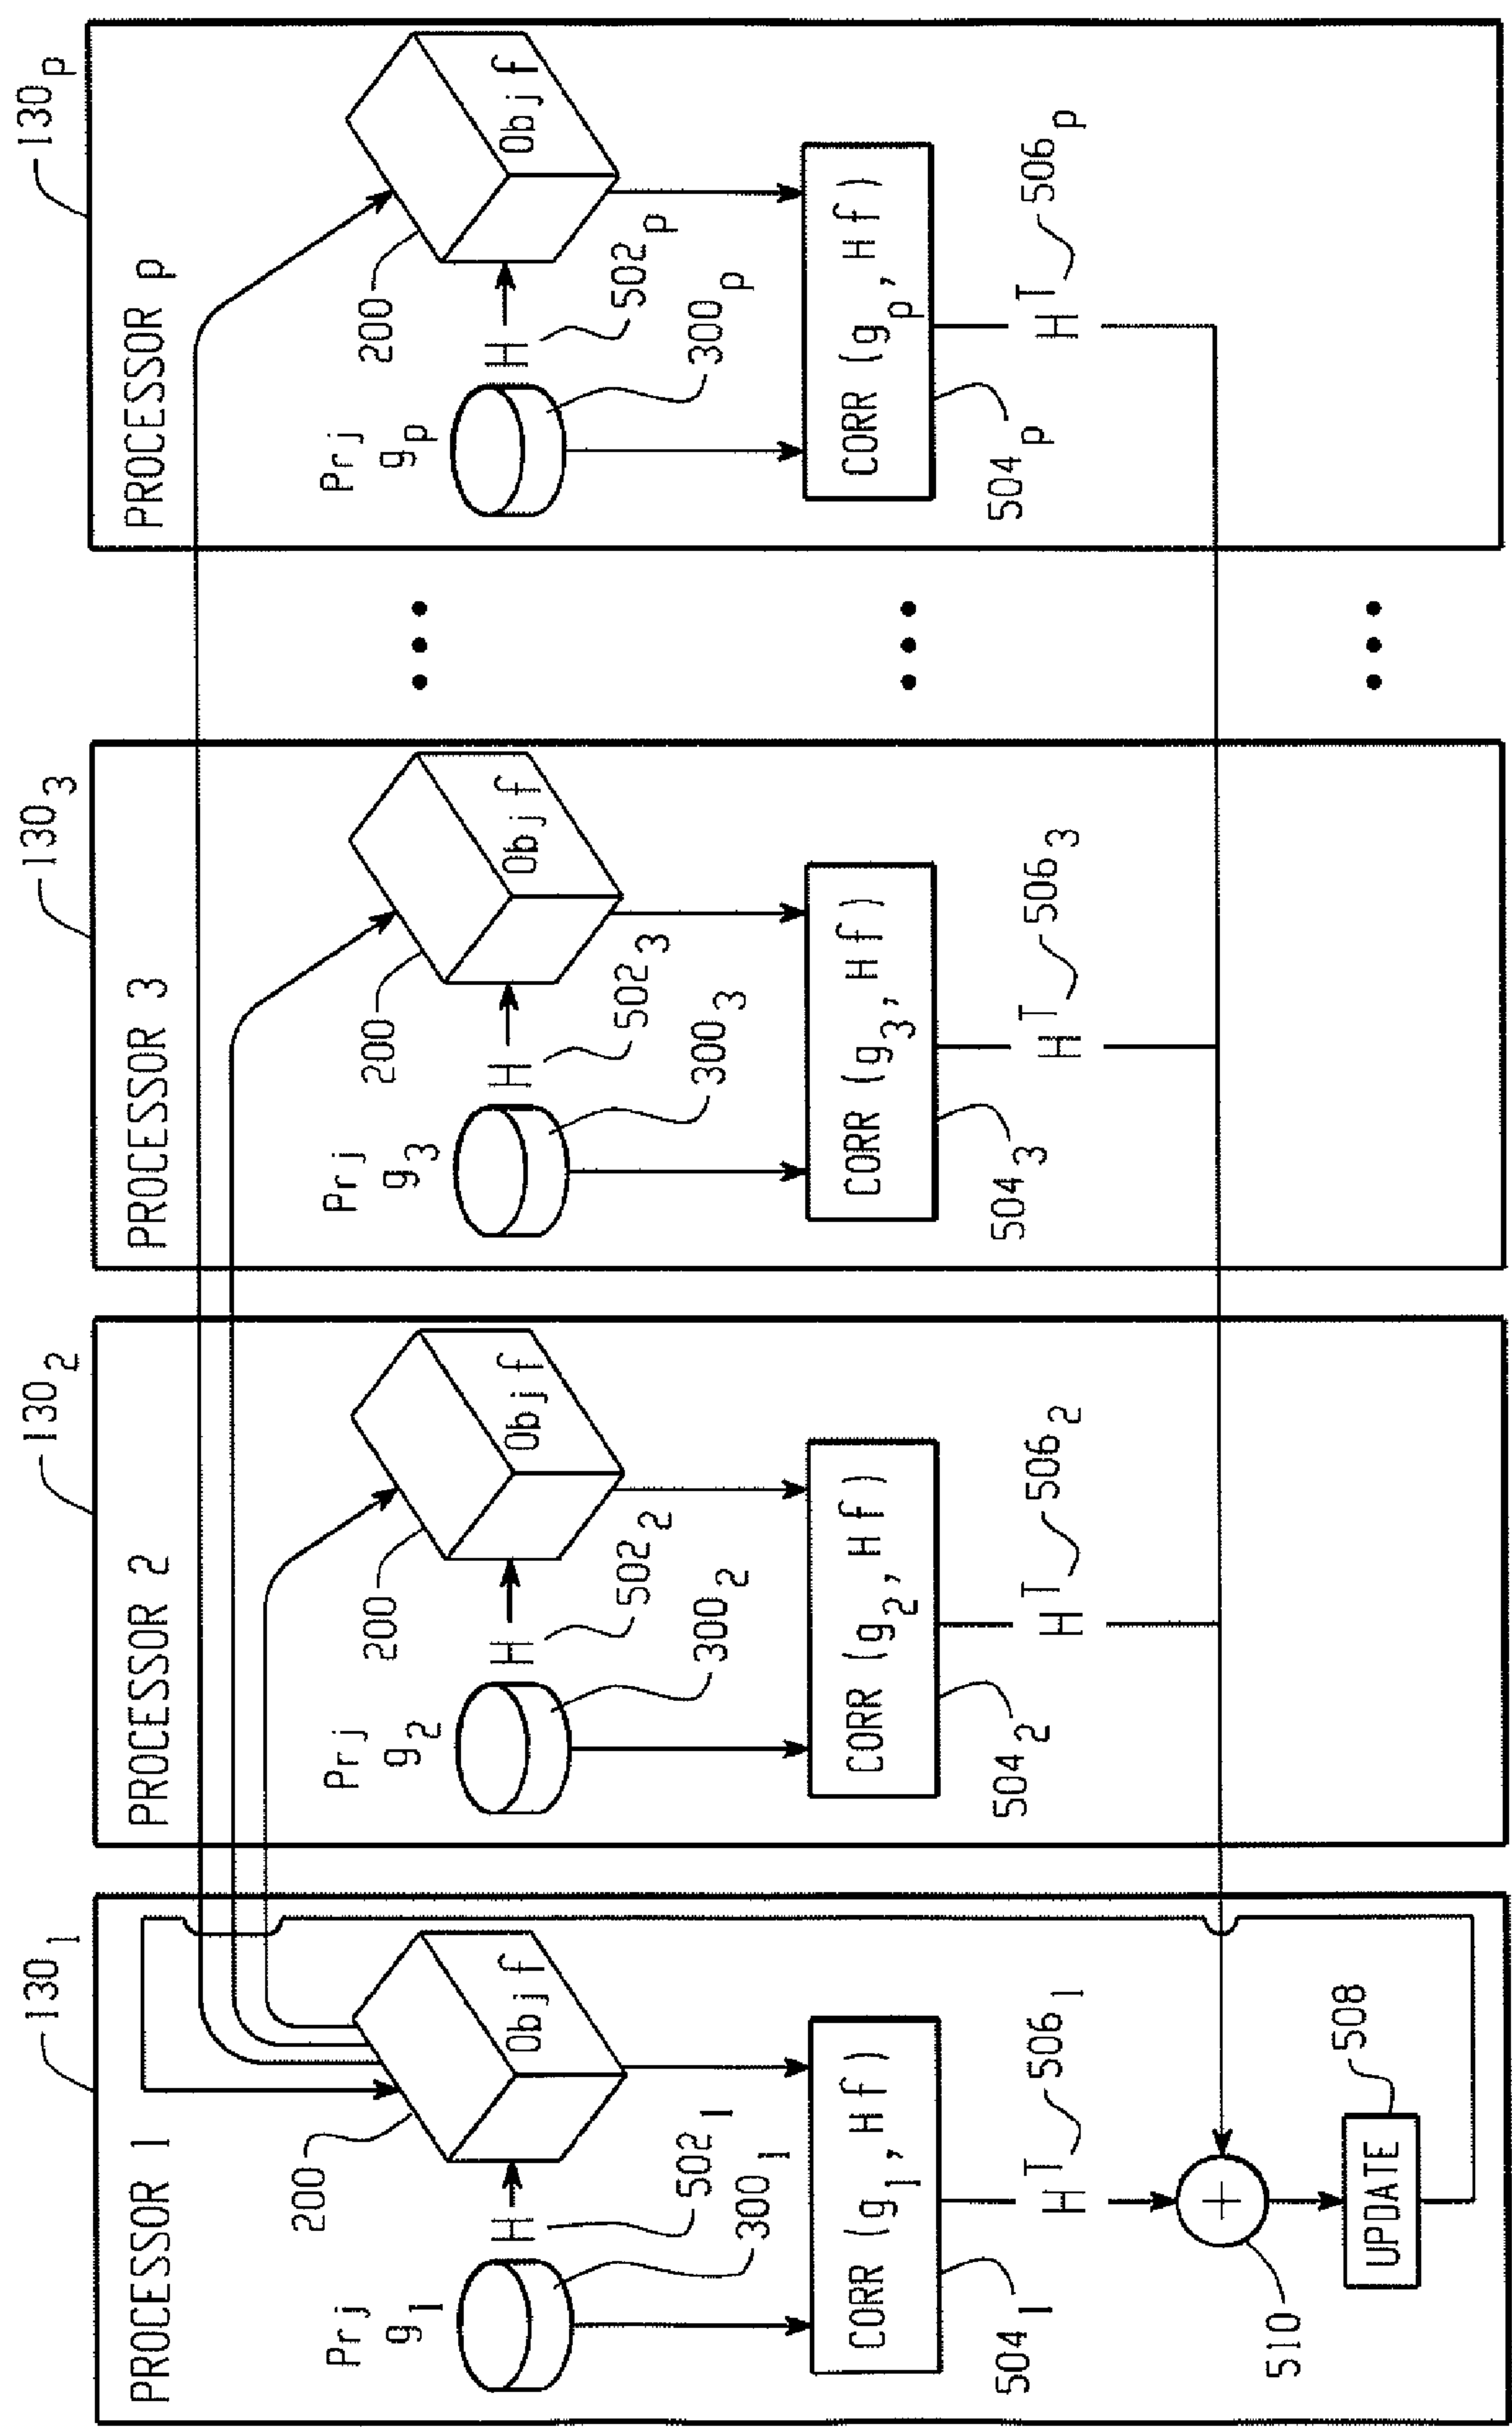 130₁
PROCESSOR 1
200
Obj f
Prj
g₁
H
502₁
300₁
CORR (g₁, Hf)
504₁
Hᵀ
506₁
+
510
UPDATE
508
130₂
PROCESSOR 2
200
Obj f
Prj
g₂
H
502₂
300₂
CORR (g₂, Hf)
504₂
Hᵀ
506₂
130₃
PROCESSOR 3
200
Obj f
Prj
g₃
H
502₃
300₃
CORR (g₃, Hf)
504₃
Hᵀ
506₃
130ₚ
PROCESSOR p
200
Obj f
Prj
gₚ
H
502ₚ
300ₚ
CORR (gₚ, Hf)
504ₚ
Hᵀ
506ₚ